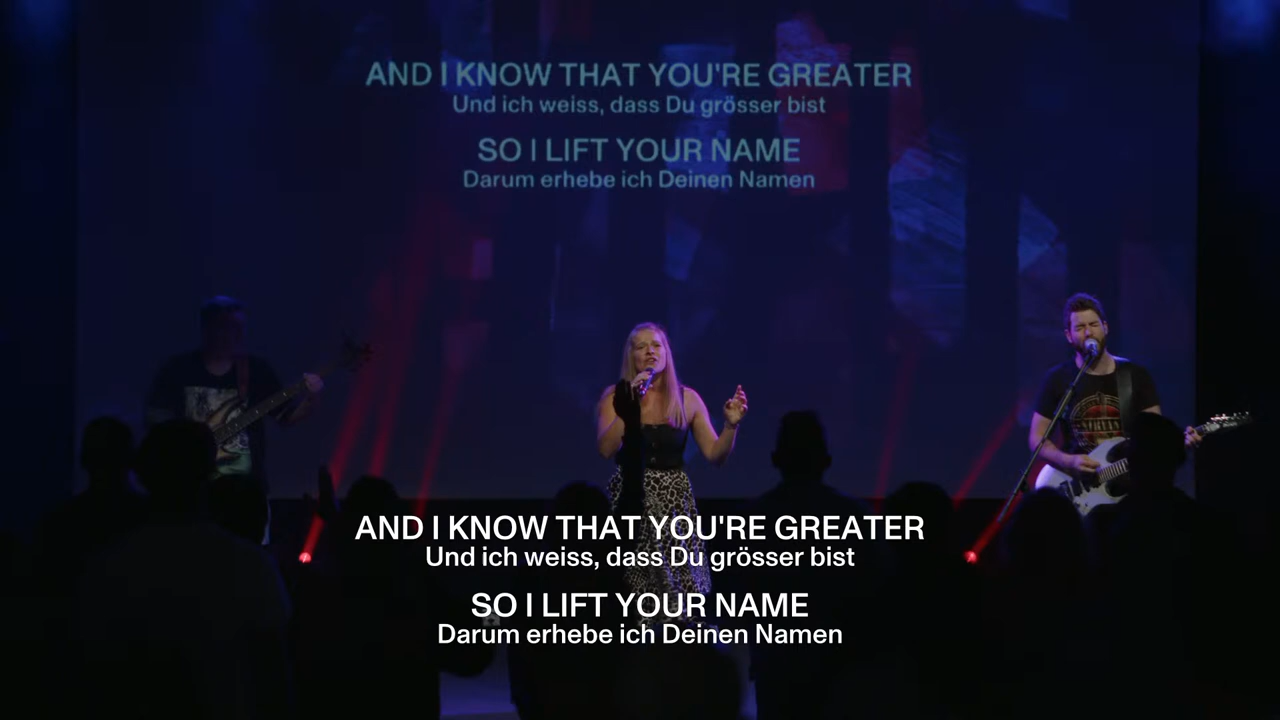 AND I KNOW THAT YOU'RE GREATER
Und ich weiss, dass Du grösser bist
SO I LIFT YOUR NAME
Darum erhebe ich Deinen Namen
AND I KNOW THAT YOU'RE GREATER
Und ich weiss, dass Du grösser bist
SO I LIFT YOUR NAME
Darum erhebe ich Deinen Namen